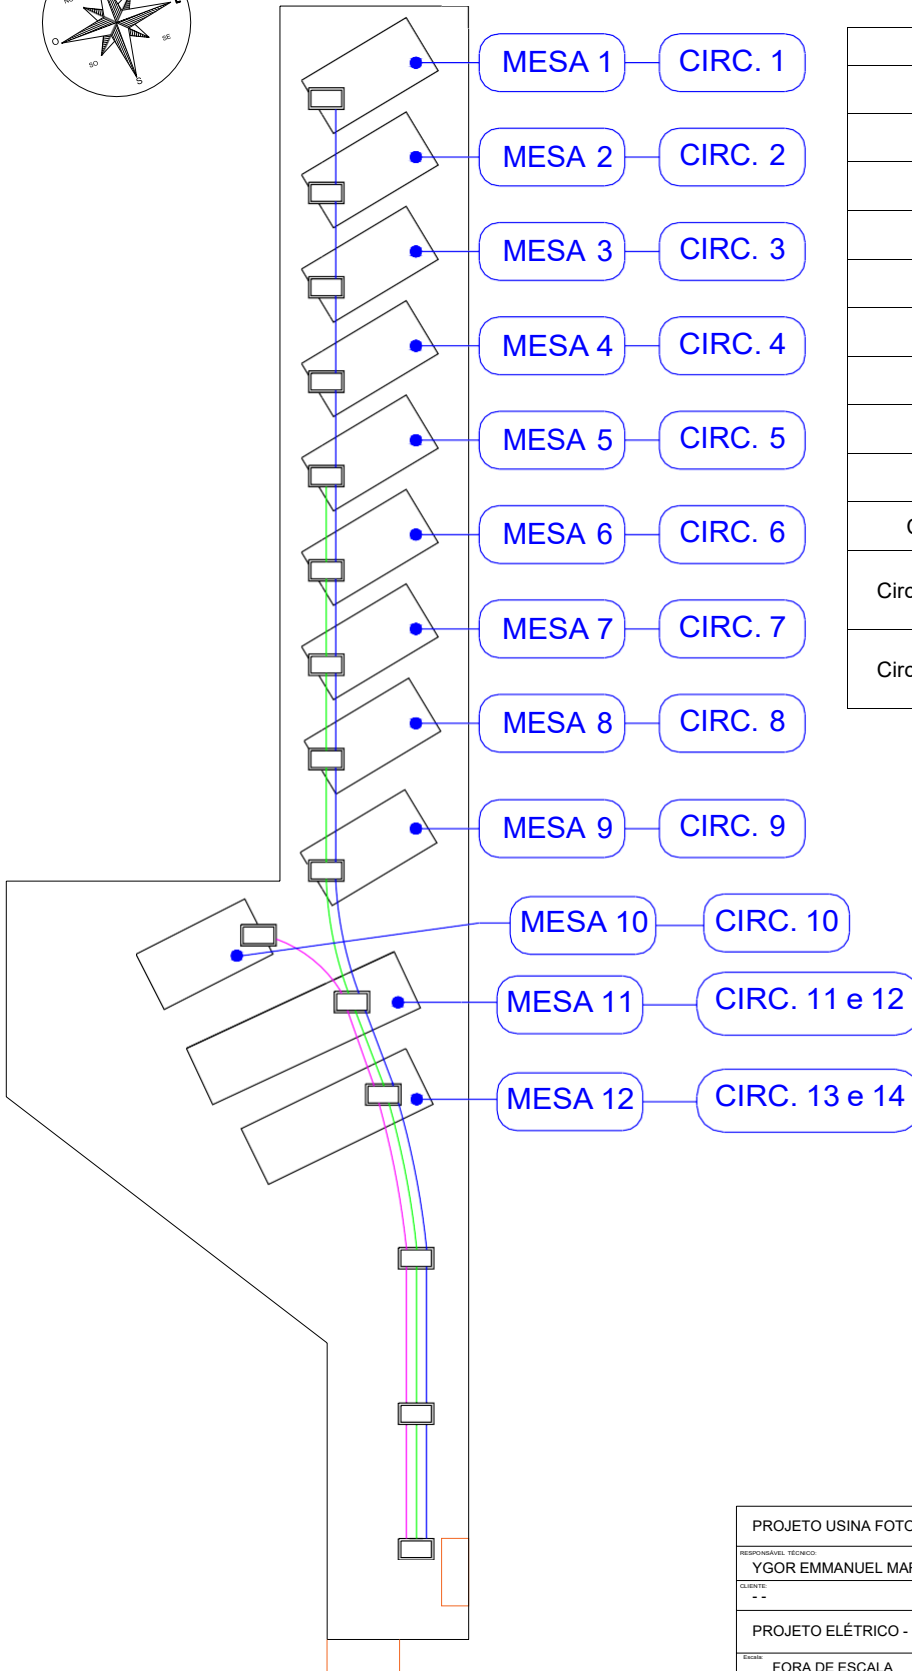 O
SO
S
SE
MESA 1 CIRC. 1
MESA 2 CIRC. 2
MESA 3 CIRC. 3
MESA 4 CIRC. 4
MESA 5 CIRC. 5
MESA 6 CIRC. 6
MESA 7 CIRC. 7
MESA 8 CIRC. 8
MESA 9 CIRC. 9
MESA 10 CIRC. 10
MESA 11 CIRC. 11 e 12
MESA 12 CIRC. 13 e 14
Circ
Circ
PROJETO USINA FOTO
RESPONSÁVEL TÉCNICO:
YGOR EMMANUEL MAR
CLIENTE:
- -
PROJETO ELÉTRICO -
Escala:
FORA DE ESCALA